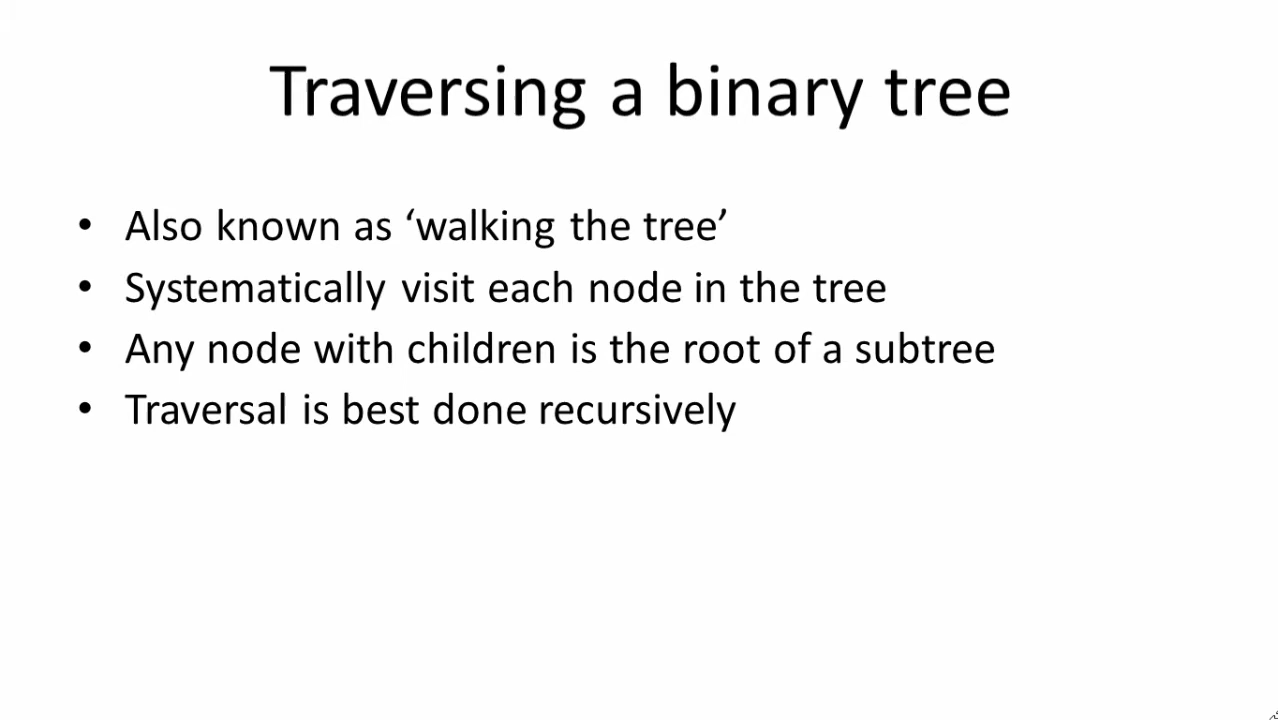 Traversing a binary tree
• Also known as ‘walking the tree’
• Systematically visit each node in the tree
• Any node with children is the root of a subtree
• Traversal is best done recursively